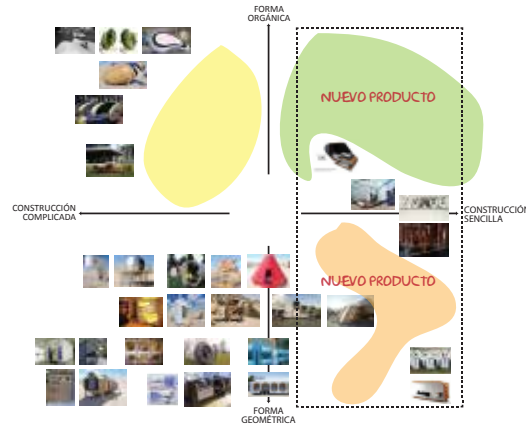 FORMA
ORGÁNICA
NUEVO PRODUCTO
CONSTRUCCIÓN
COMPLICADA
CONSTRUCCIÓN
SENCILLA
NUEVO PRODUCTO
FORMA
GEOMÉTRICA